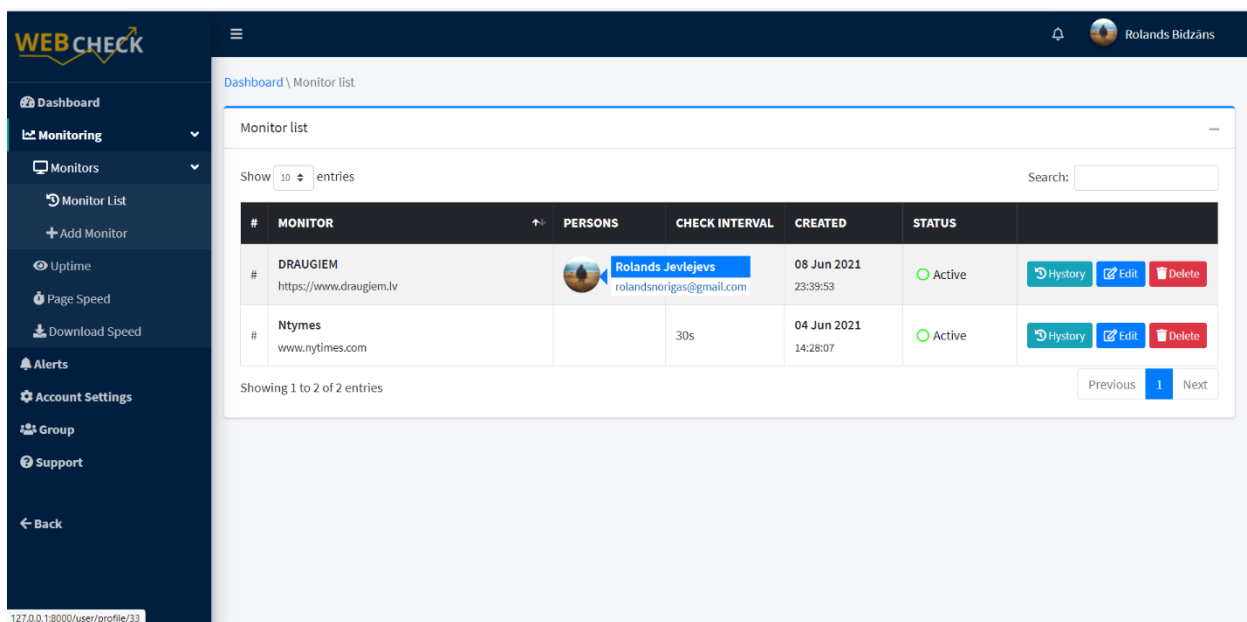 WEBCHECK
Rolands Bidzāns
Dashboard \ Monitor list
Dashboard
Monitoring
Monitors
Monitor List
Add Monitor
Uptime
Page Speed
Download Speed
Alerts
Account Settings
Group
Support
Back
Monitor list
Show 10 entries
Search:
# MONITOR PERSONS CHECK INTERVAL CREATED STATUS
# DRAUGIEM Rolands Jevlejevs 08 Jun 2021 Active Hystory Edit Delete
https://www.draugiem.lv rolandsnorigas@gmail.com 23:39:53
# Ntymes 30s 04 Jun 2021 Active Hystory Edit Delete
www.nytimes.com 14:28:07
Showing 1 to 2 of 2 entries
Previous 1 Next
127.0.0.1:8000/user/profile/33